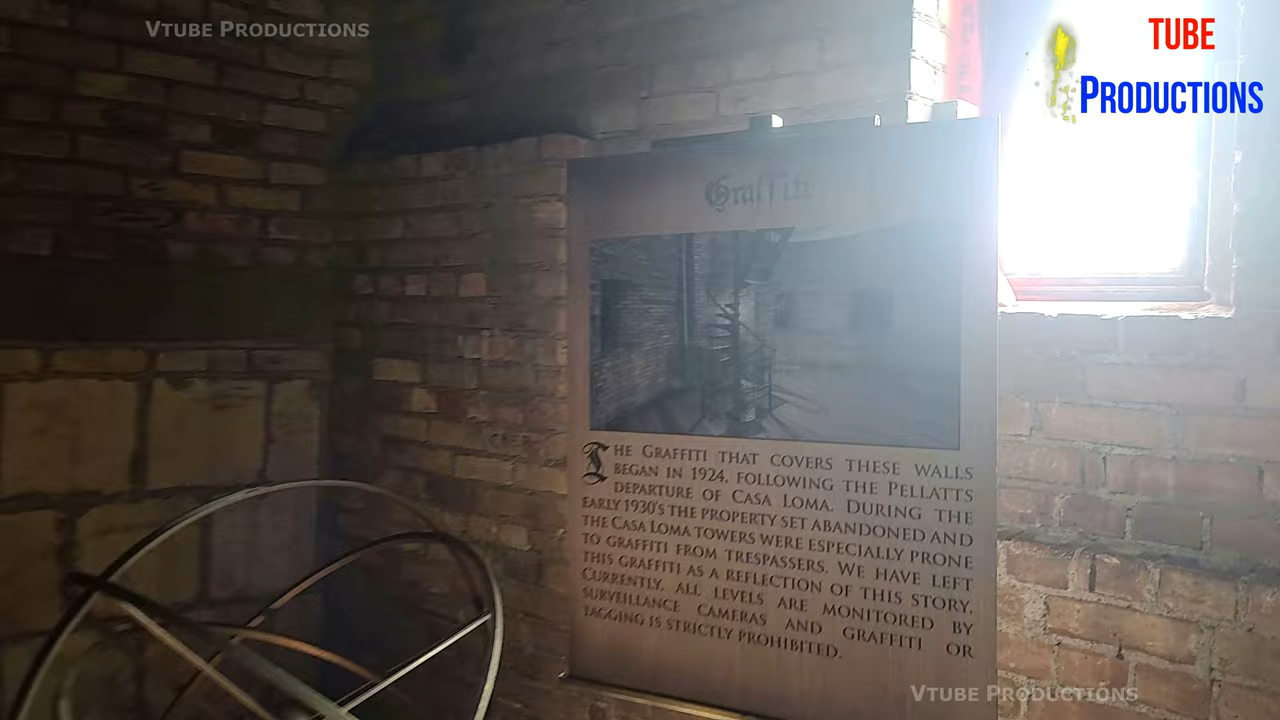 VTUBE PRODUCTIONS
TUBE
PRODUCTIONS
Graffiti
THE GRAFFITI THAT COVERS THESE WALLS
BEGAN IN 1924, FOLLOWING THE PELLATTS
DEPARTURE OF CASA LOMA. DURING THE
EARLY 1930'S THE PROPERTY SET ABANDONED AND
THE CASA LOMA TOWERS WERE ESPECIALLY PRONE
TO GRAFFITI FROM TRESPASSERS. WE HAVE LEFT
THIS GRAFFITI AS A REFLECTION OF THIS STORY.
CURRENTLY, ALL LEVELS ARE MONITORED BY
SURVEILLANCE CAMERAS AND GRAFFITI OR
TAGGING IS STRICTLY PROHIBITED.
VTUBE PRODUCTIONS